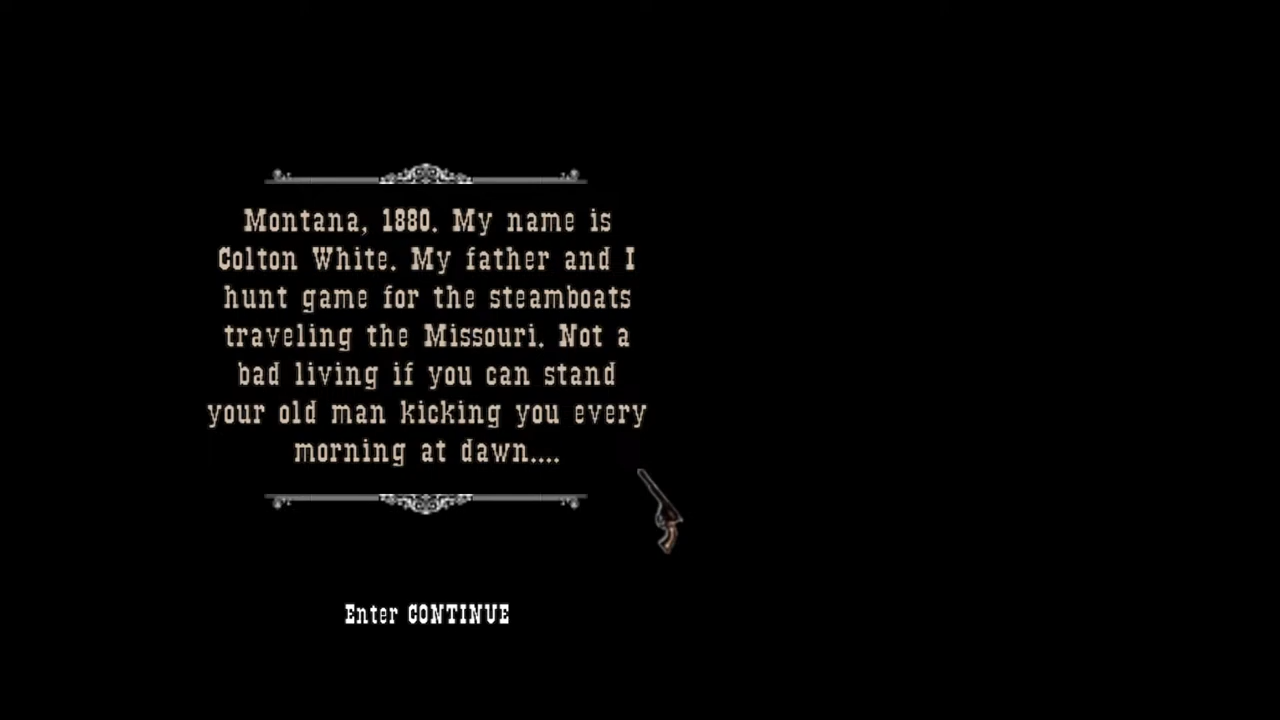 Montana, 1880. My name is
Colton White. My father and I
hunt game for the steamboats
traveling the Missouri. Not a
bad living if you can stand
your old man kicking you every
morning at dawn....
Enter CONTINUE